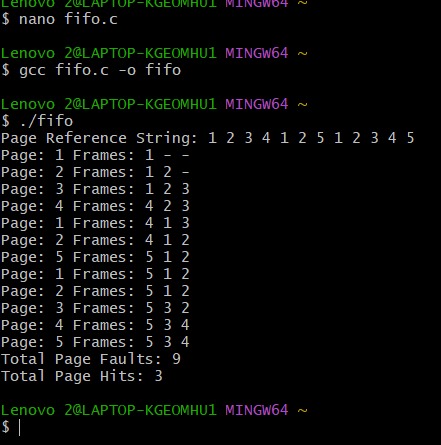 Lenovo 2@LAPTOP-KGEOMHU1 MINGW64 ~
$ nano fifo.c
Lenovo 2@LAPTOP-KGEOMHU1 MINGW64 ~
$ gcc fifo.c -o fifo
Lenovo 2@LAPTOP-KGEOMHU1 MINGW64 ~
$ ./fifo
Page Reference String: 1 2 3 4 1 2 5 1 2 3 4 5
Page: 1 Frames: 1 - -
Page: 2 Frames: 1 2 -
Page: 3 Frames: 1 2 3
Page: 4 Frames: 4 2 3
Page: 1 Frames: 4 1 3
Page: 2 Frames: 4 1 2
Page: 5 Frames: 5 1 2
Page: 1 Frames: 5 1 2
Page: 2 Frames: 5 1 2
Page: 3 Frames: 5 3 2
Page: 4 Frames: 5 3 4
Page: 5 Frames: 5 3 4
Total Page Faults: 9
Total Page Hits: 3
Lenovo 2@LAPTOP-KGEOMHU1 MINGW64 ~
$